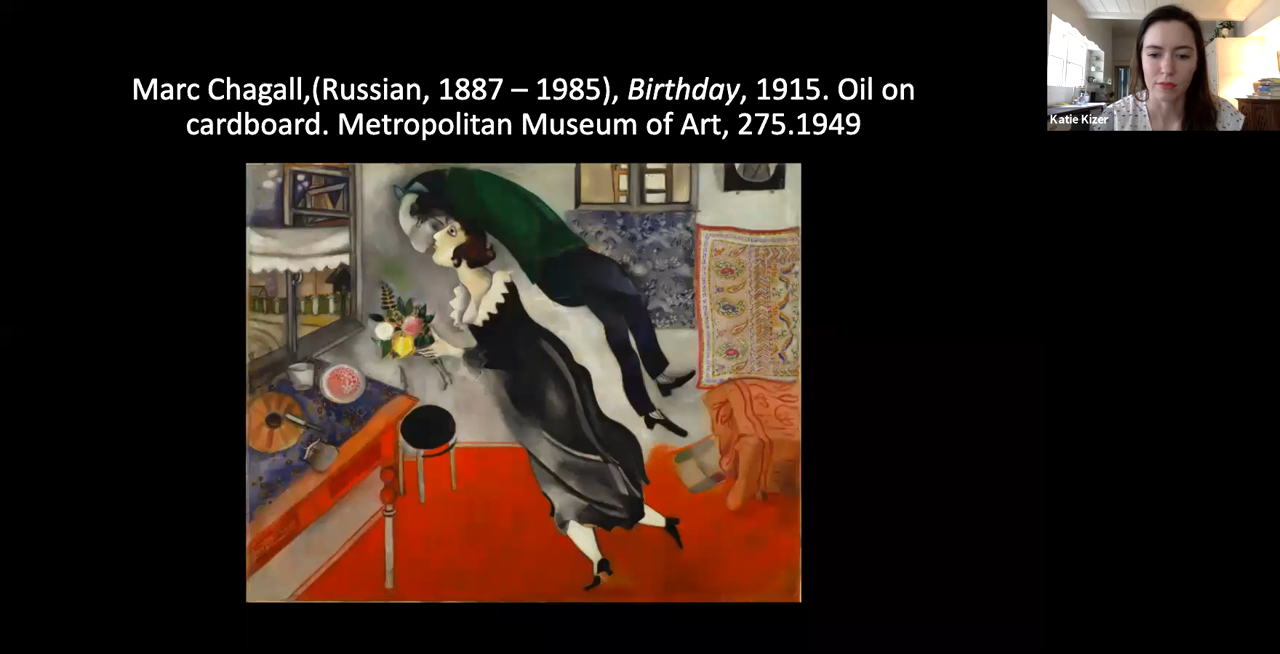 Marc Chagall,(Russian, 1887 – 1985), Birthday, 1915. Oil on
cardboard. Metropolitan Museum of Art, 275.1949
Katie Kizer